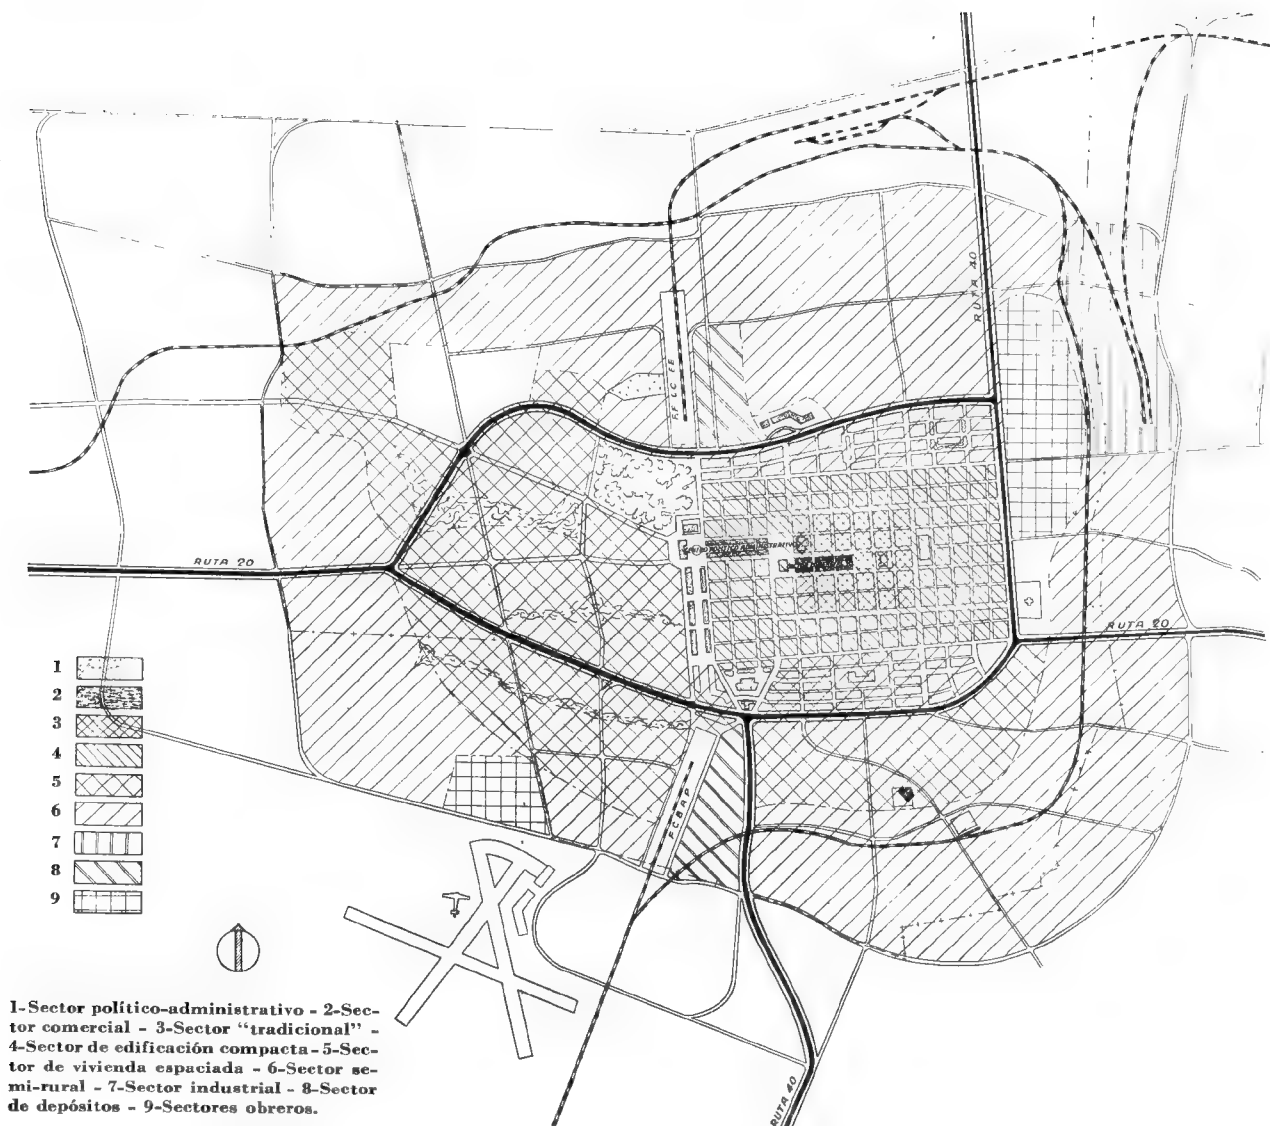 RUTA 40
F.F.C.C.E
RUTA 20
RUTA 20
F.C.B.A.P
RUTA 40
1
2
3
4
5
6
7
8
9
1-Sector político-administrativo - 2-Sec-
tor comercial - 3-Sector “tradicional” -
4-Sector de edificación compacta - 5-Sec-
tor de vivienda espaciada - 6-Sector se-
mi-rural - 7-Sector industrial - 8-Sector
de depósitos - 9-Sectores obreros.